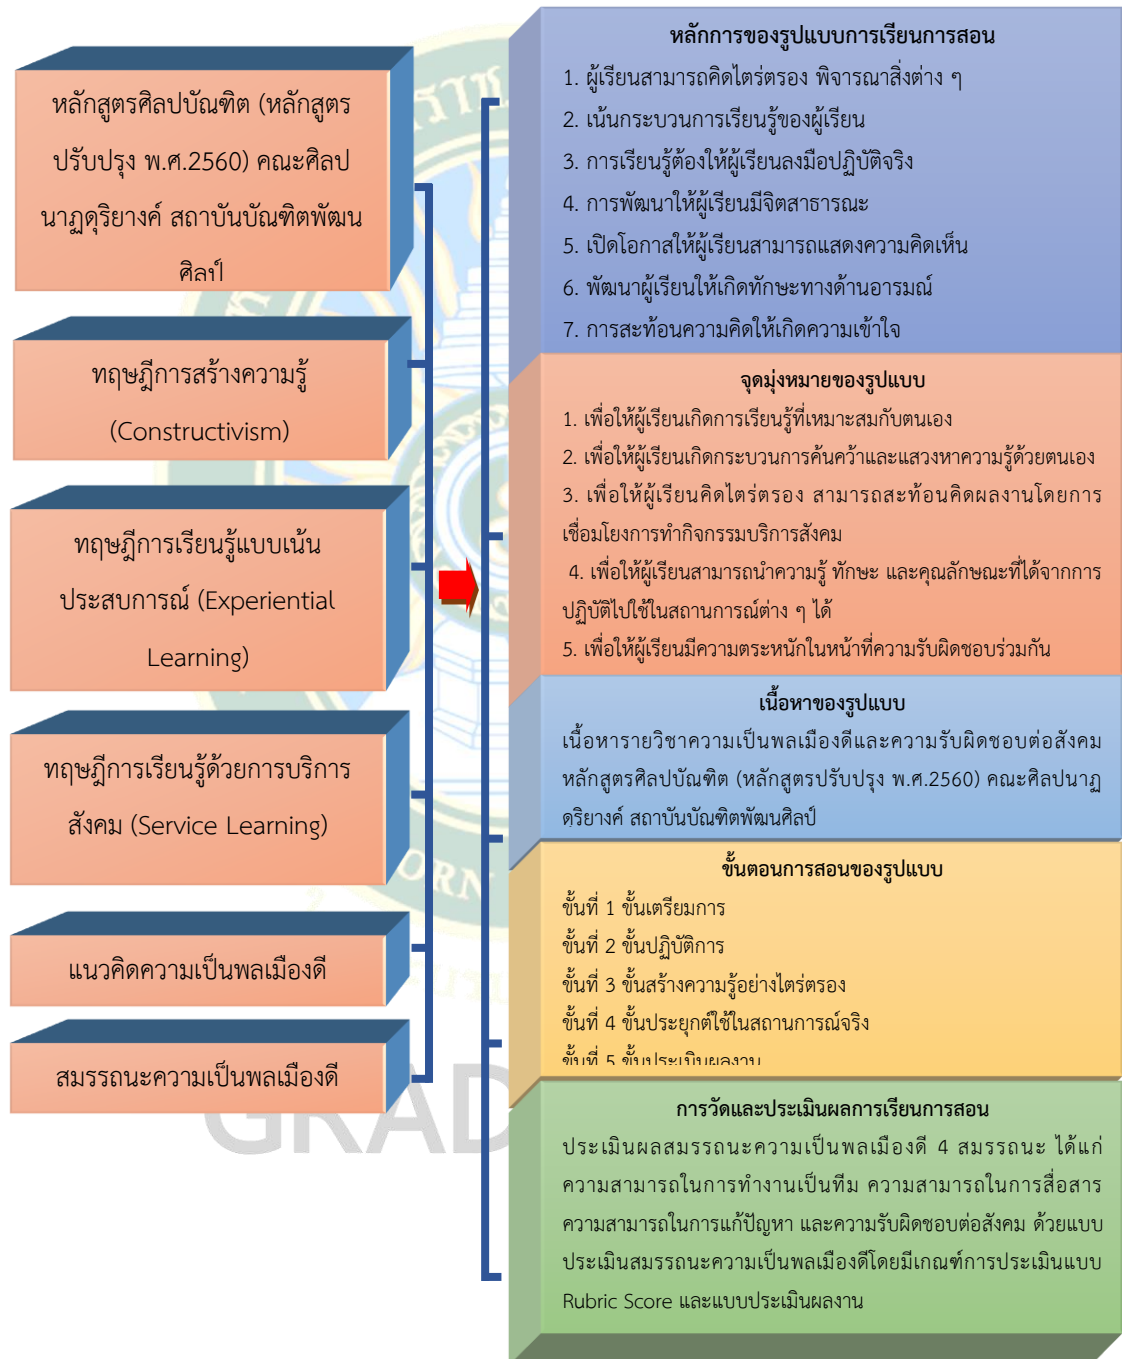 หลักสูตรศิลปบัณฑิต (หลักสูตร
ปรับปรุง พ.ศ.2560) คณะศิลป
นาฏดุริยางค์ สถาบันบัณฑิตพัฒน
ศิลป์
ทฤษฎีการสร้างความรู้
(Constructivism)
ทฤษฎีการเรียนรู้แบบเน้น
ประสบการณ์ (Experiential
Learning)
ทฤษฎีการเรียนรู้ด้วยการบริการ
สังคม (Service Learning)
แนวคิดความเป็นพลเมืองดี
สมรรถนะความเป็นพลเมืองดี
หลักการของรูปแบบการเรียนการสอน
1. ผู้เรียนสามารถคิดไตร่ตรอง พิจารณาสิ่งต่าง ๆ
2. เน้นกระบวนการเรียนรู้ของผู้เรียน
3. การเรียนรู้ต้องให้ผู้เรียนลงมือปฏิบัติจริง
4. การพัฒนาให้ผู้เรียนมีจิตสาธารณะ
5. เปิดโอกาสให้ผู้เรียนสามารถแสดงความคิดเห็น
6. พัฒนาผู้เรียนให้เกิดทักษะทางด้านอารมณ์
7. การสะท้อนความคิดให้เกิดความเข้าใจ
จุดมุ่งหมายของรูปแบบ
1. เพื่อให้ผู้เรียนเกิดการเรียนรู้ที่เหมาะสมกับตนเอง
2. เพื่อให้ผู้เรียนเกิดกระบวนการค้นคว้าและแสวงหาความรู้ด้วยตนเอง
3. เพื่อให้ผู้เรียนคิดไตร่ตรอง สามารถสะท้อนคิดผลงานโดยการ
เชื่อมโยงการทำกิจกรรมบริการสังคม
4. เพื่อให้ผู้เรียนสามารถนำความรู้ ทักษะ และคุณลักษณะที่ได้จากการ
ปฏิบัติไปใช้ในสถานการณ์ต่าง ๆ ได้
5. เพื่อให้ผู้เรียนมีความตระหนักในหน้าที่ความรับผิดชอบร่วมกัน
เนื้อหาของรูปแบบ
เนื้อหารายวิชาความเป็นพลเมืองดีและความรับผิดชอบต่อสังคม
หลักสูตรศิลปบัณฑิต (หลักสูตรปรับปรุง พ.ศ.2560) คณะศิลปนาฏ
ดุริยางค์ สถาบันบัณฑิตพัฒนศิลป์
ขั้นตอนการสอนของรูปแบบ
ขั้นที่ 1 ขั้นเตรียมการ
ขั้นที่ 2 ขั้นปฏิบัติการ
ขั้นที่ 3 ขั้นสร้างความรู้อย่างไตร่ตรอง
ขั้นที่ 4 ขั้นประยุกต์ใช้ในสถานการณ์จริง
ขั้นที่ 5 ขั้นประเมินผลงาน
การวัดและประเมินผลการเรียนการสอน
ประเมินผลสมรรถนะความเป็นพลเมืองดี 4 สมรรถนะ ได้แก่
ความสามารถในการทำงานเป็นทีม ความสามารถในการสื่อสาร
ความสามารถในการแก้ปัญหา และความรับผิดชอบต่อสังคม ด้วยแบบ
ประเมินสมรรถนะความเป็นพลเมืองดีโดยมีเกณฑ์การประเมินแบบ
Rubric Score และแบบประเมินผลงาน
GRAD